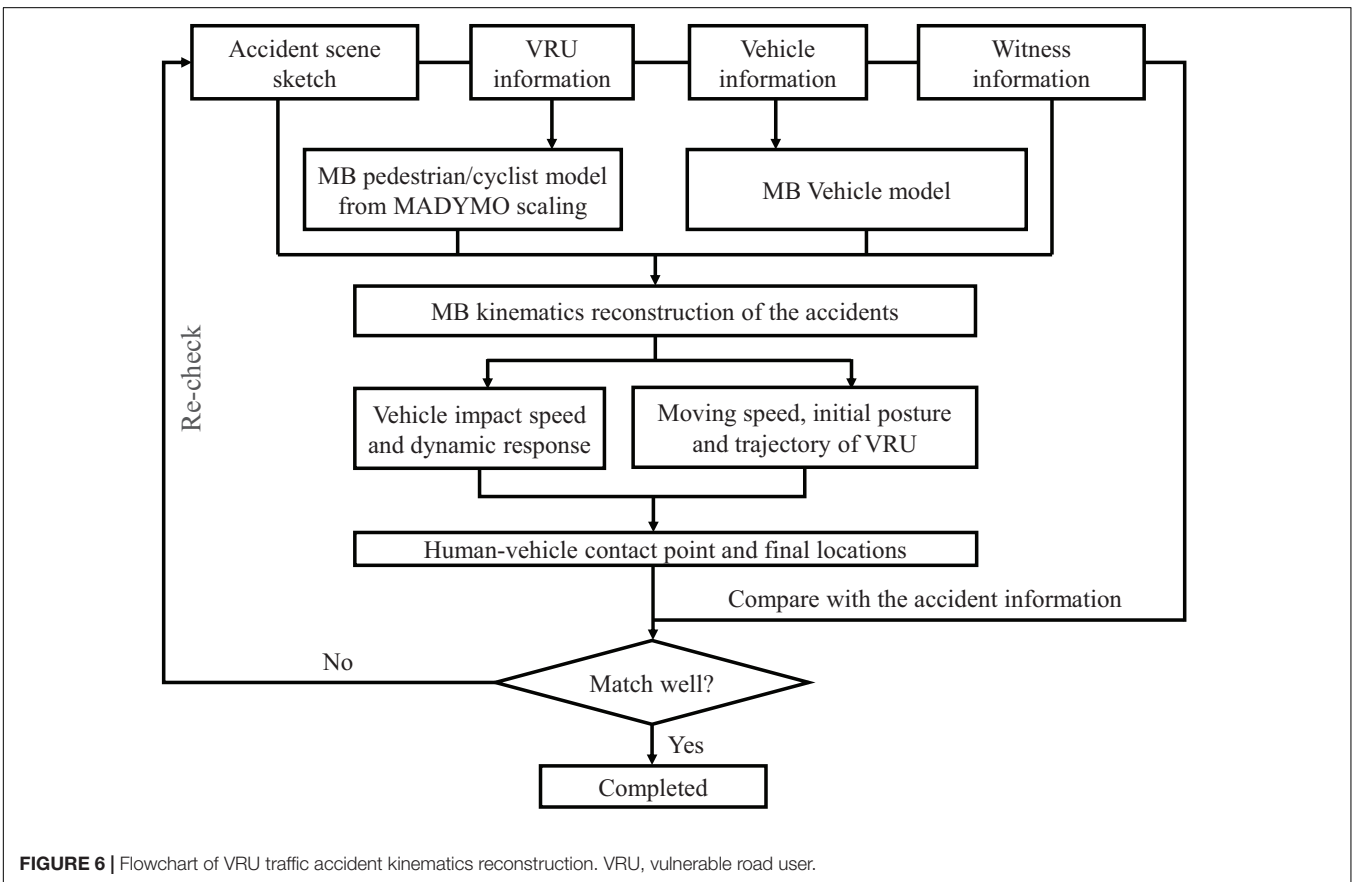 Accident scene
sketch
VRU
information
Vehicle
information
Witness
information
MB pedestrian/cyclist model
from MADYMO scaling
MB Vehicle model
MB kinematics reconstruction of the accidents
Re-check
Vehicle impact speed
and dynamic response
Moving speed, initial posture
and trajectory of VRU
Human-vehicle contact point and final locations
Compare with the accident information
No
Match well?
Yes
Completed
FIGURE 6 | Flowchart of VRU traffic accident kinematics reconstruction. VRU, vulnerable road user.